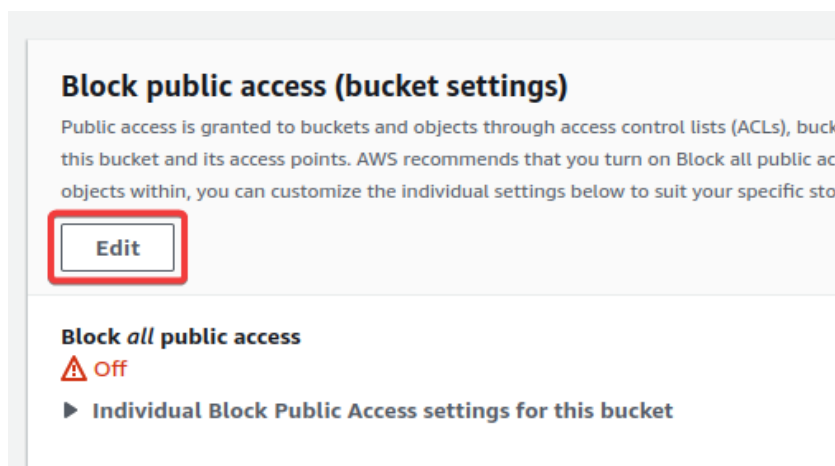 Block public access (bucket settings)
Public access is granted to buckets and objects through access control lists (ACLs),
this bucket and its access points. AWS recommends that you turn on Block all public
objects within, you can customize the individual settings below to suit your specific
Edit
Block all public access
Off
Individual Block Public Access settings for this bucket